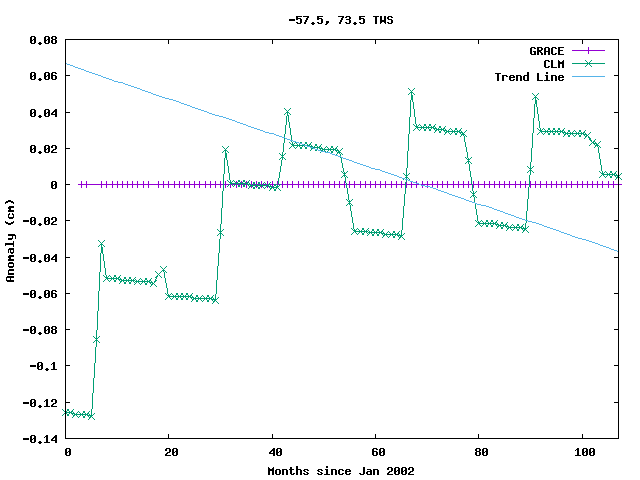 -57.5, 73.5 TWS
GRACE
CLM
Trend Line
0.08
0.06
0.04
0.02
0
-0.02
-0.04
-0.06
-0.08
-0.1
-0.12
-0.14
Anomaly (cm)
0 20 40 60 80 100
Months since Jan 2002